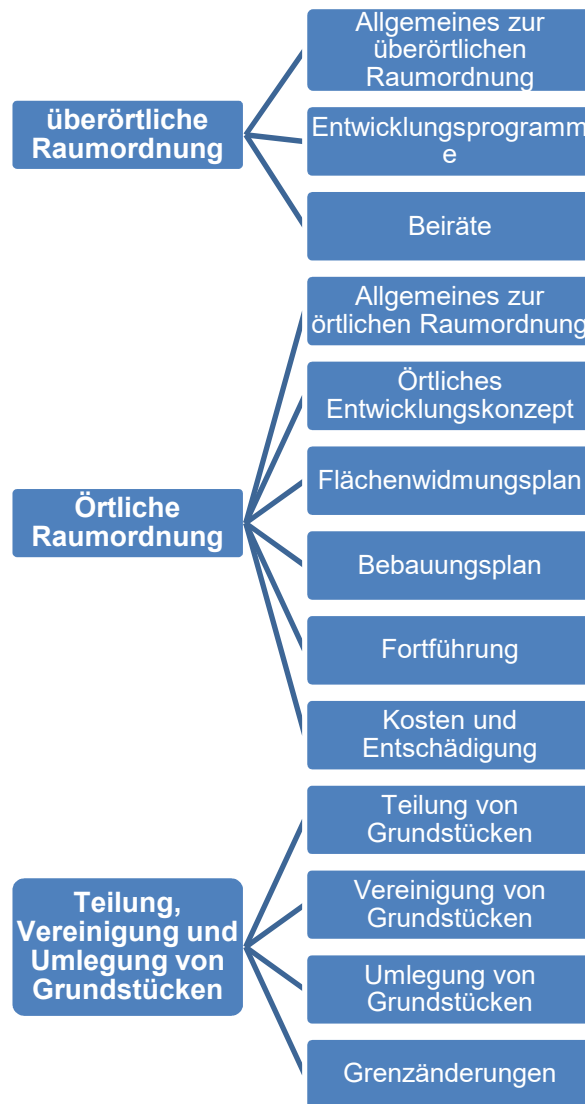 überörtliche
Raumordnung
Allgemeines zur
überörtlichen
Raumordnung
Entwicklungsprogramm
e
Beiräte
Örtliche
Raumordnung
Allgemeines zur
örtlichen Raumordnung
Örtliches
Entwicklungskonzept
Flächenwidmungsplan
Bebauungsplan
Fortführung
Kosten und
Entschädigung
Teilung,
Vereinigung und
Umlegung von
Grundstücken
Teilung von
Grundstücken
Vereinigung von
Grundstücken
Umlegung von
Grundstücken
Grenzänderungen